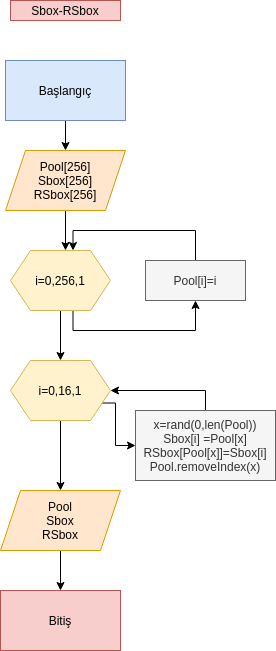 Sbox-RSbox
Başlangıç
Pool[256]
Sbox[256]
RSbox[256]
i=0,256,1
Pool[i]=i
i=0,16,1
x=rand(0,len(Pool))
Sbox[i] =Pool[x]
RSbox[Pool[x]]=Sbox[i]
Pool.removeIndex(x)
Pool
Sbox
RSbox
Bitiş